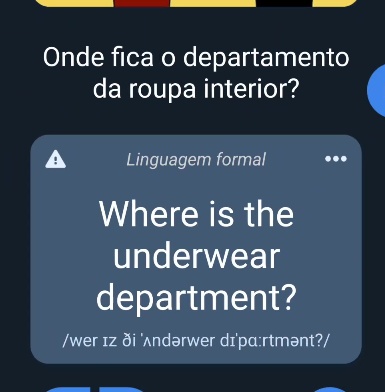 Onde fica o departamento
da roupa interior?
Linguagem formal
Where is the
underwear
department?
/wer ɪz ði ˈʌndərwer dɪˈpɑːrtmənt?/